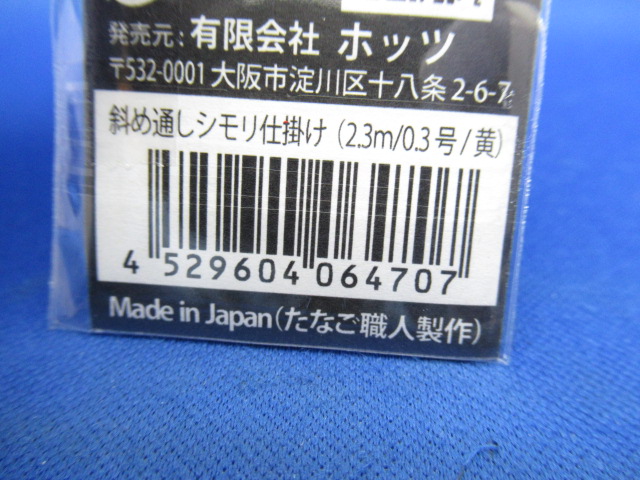 発売元:有限会社 ホッツ
〒532-0001 大阪市淀川区十八条 2-6-7
斜め通しシモリ仕掛け (2.3m/0.3号/黄)
4 529604 064707
Made in Japan(たなご職人製作)